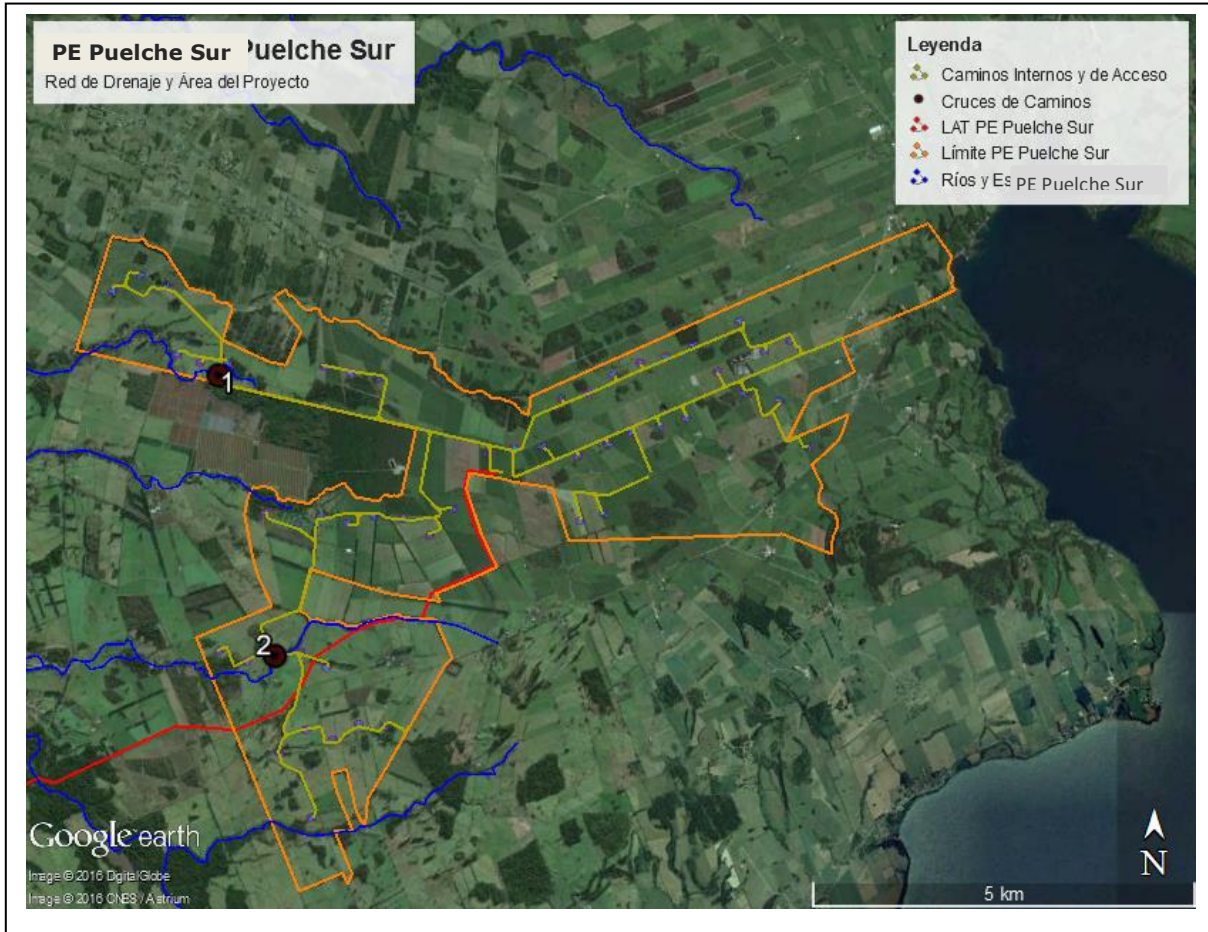 PE Puelche Sur Puelche Sur
Red de Drenaje y Área del Proyecto
Leyenda
Caminos Internos y de Acceso
Cruces de Caminos
LAT PE Puelche Sur
Límite PE Puelche Sur
Ríos y Es PE Puelche Sur
1
2
Google earth
Image © 2016 DigitalGlobe
Image © 2016 CNES / Astrium
N
5 km